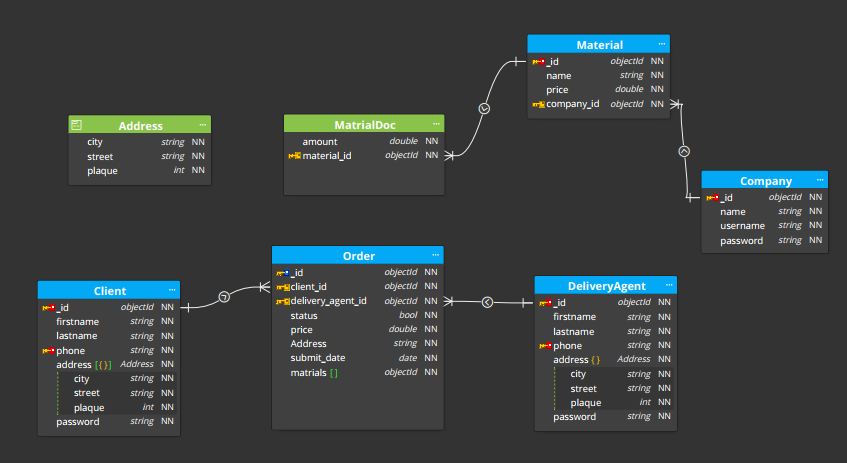 Material ...
_id objectId NN
name string NN
price double NN
company_id objectId NN
Address ...
city string NN
street string NN
plaque int NN
MatrialDoc ...
amount double NN
material_id objectId NN
Company ...
_id objectId NN
name string NN
username string NN
password string NN
Client ...
_id objectId NN
firstname string NN
lastname string NN
phone string NN
address [{}] Address NN
city string NN
street string NN
plaque int NN
password string NN
Order ...
_id objectId NN
client_id objectId NN
delivery_agent_id objectId NN
status bool NN
price double NN
Address string NN
submit_date date NN
matrials [] objectId NN
DeliveryAgent ...
_id objectId NN
firstname string NN
lastname string NN
phone string NN
address {} Address NN
city string NN
street string NN
plaque int NN
password string NN